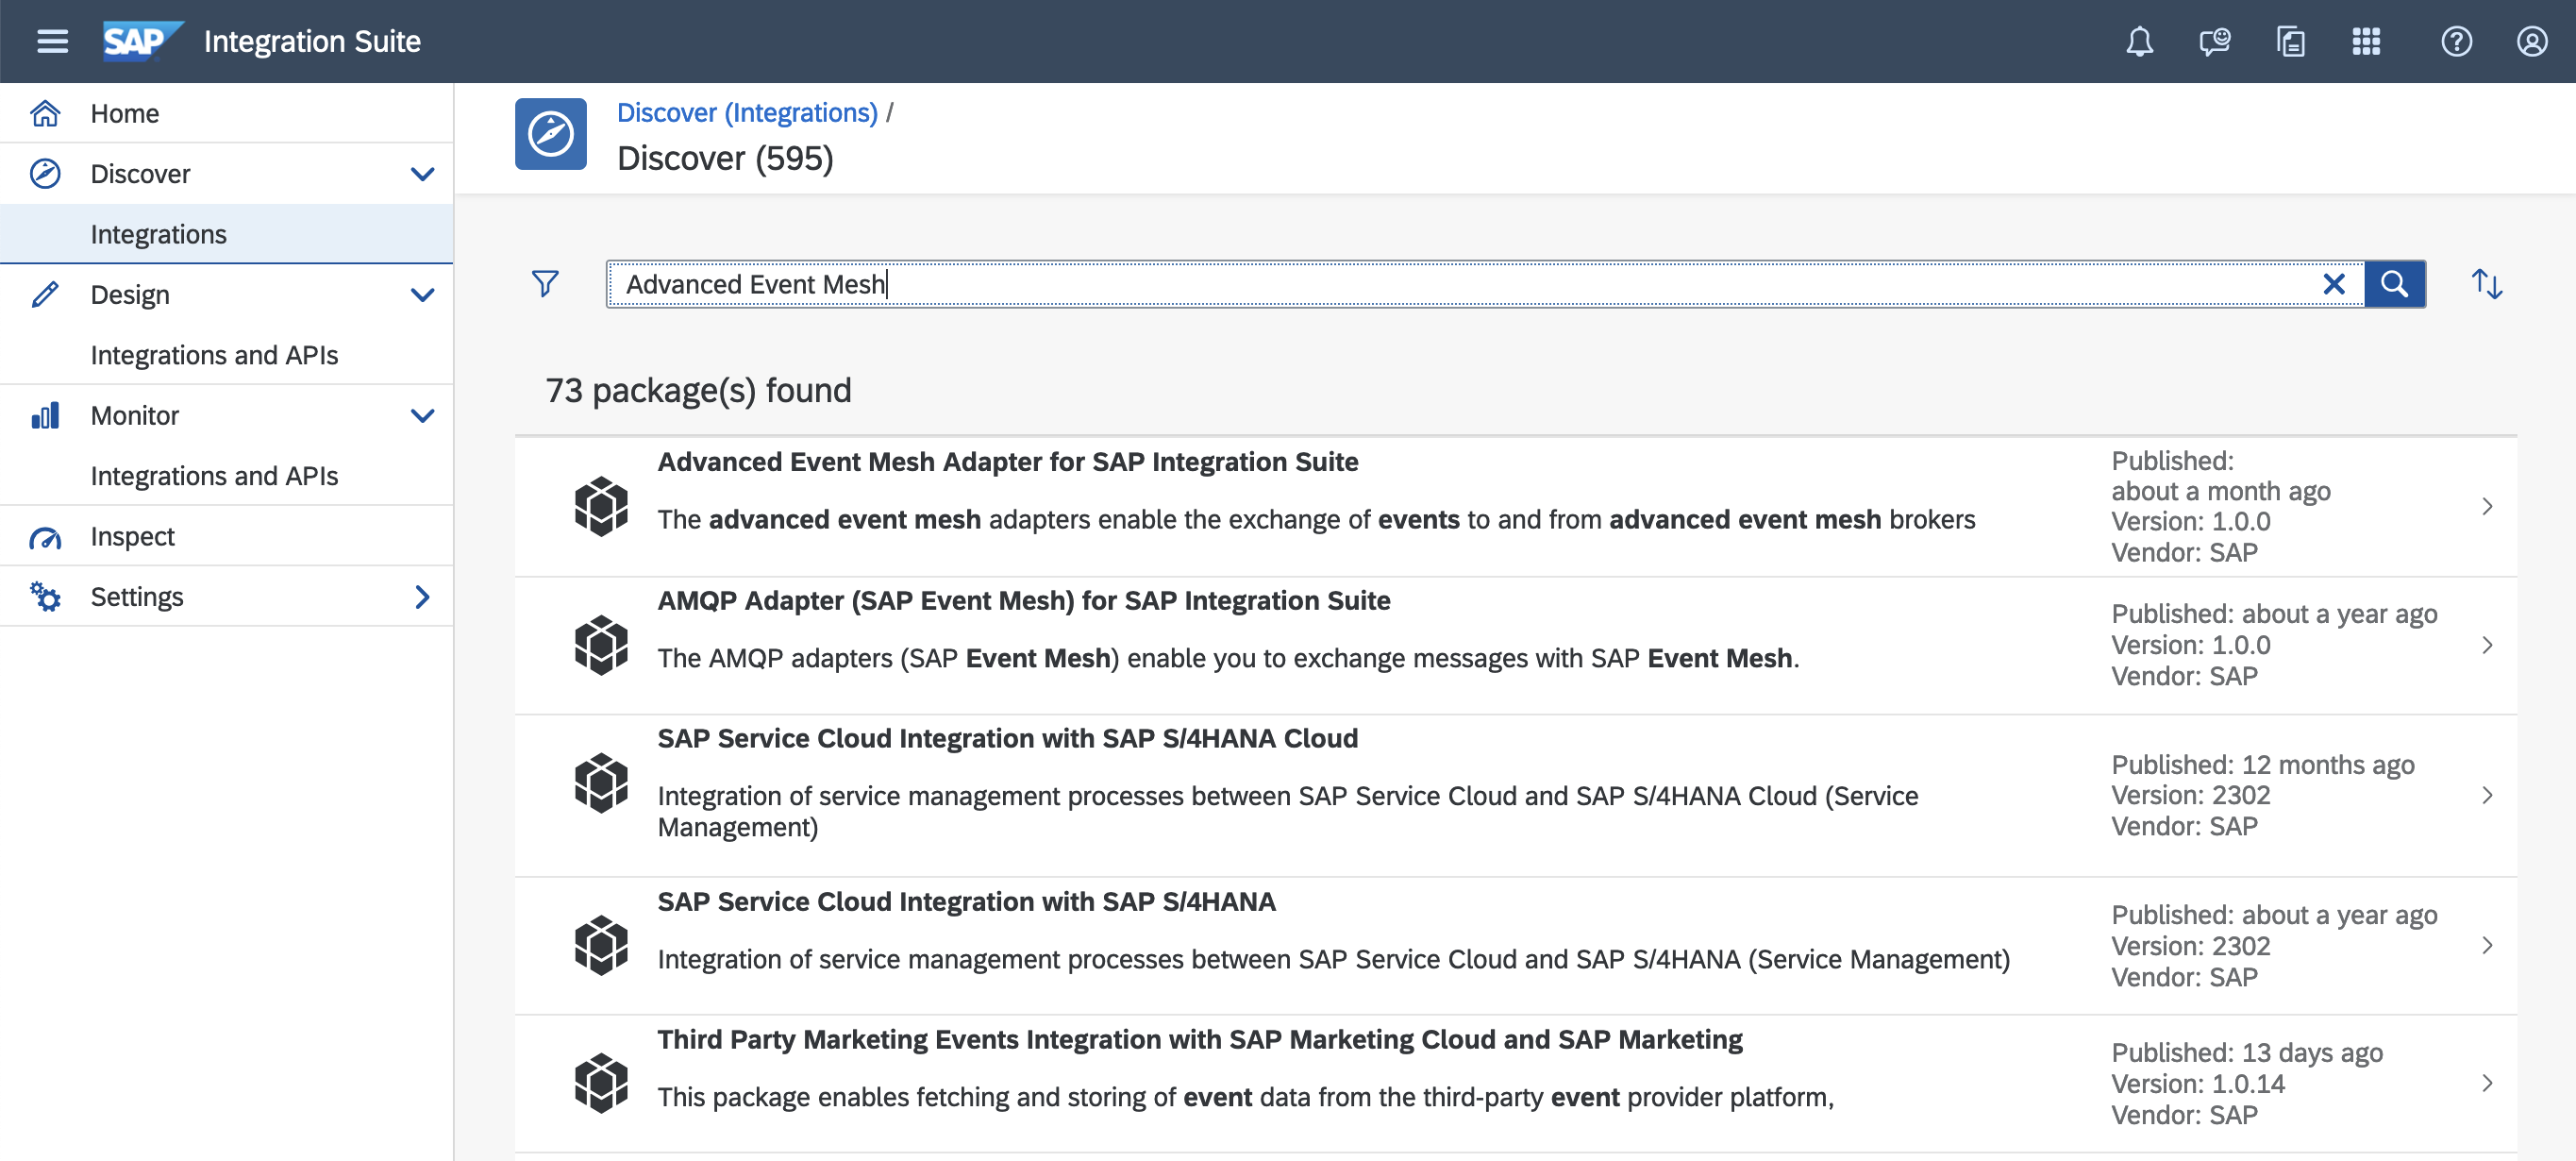 SAP Integration Suite
Home
Discover
Integrations
Design
Integrations and APIs
Monitor
Integrations and APIs
Inspect
Settings
Discover (Integrations) /
Discover (595)
Advanced Event Mesh
73 package(s) found
Advanced Event Mesh Adapter for SAP Integration Suite
The advanced event mesh adapters enable the exchange of events to and from advanced event mesh brokers
Published:
about a month ago
Version: 1.0.0
Vendor: SAP
AMQP Adapter (SAP Event Mesh) for SAP Integration Suite
The AMQP adapters (SAP Event Mesh) enable you to exchange messages with SAP Event Mesh.
Published: about a year ago
Version: 1.0.0
Vendor: SAP
SAP Service Cloud Integration with SAP S/4HANA Cloud
Integration of service management processes between SAP Service Cloud and SAP S/4HANA Cloud (Service
Management)
Published: 12 months ago
Version: 2302
Vendor: SAP
SAP Service Cloud Integration with SAP S/4HANA
Integration of service management processes between SAP Service Cloud and SAP S/4HANA (Service Management)
Published: about a year ago
Version: 2302
Vendor: SAP
Third Party Marketing Events Integration with SAP Marketing Cloud and SAP Marketing
This package enables fetching and storing of event data from the third-party event provider platform,
Published: 13 days ago
Version: 1.0.14
Vendor: SAP